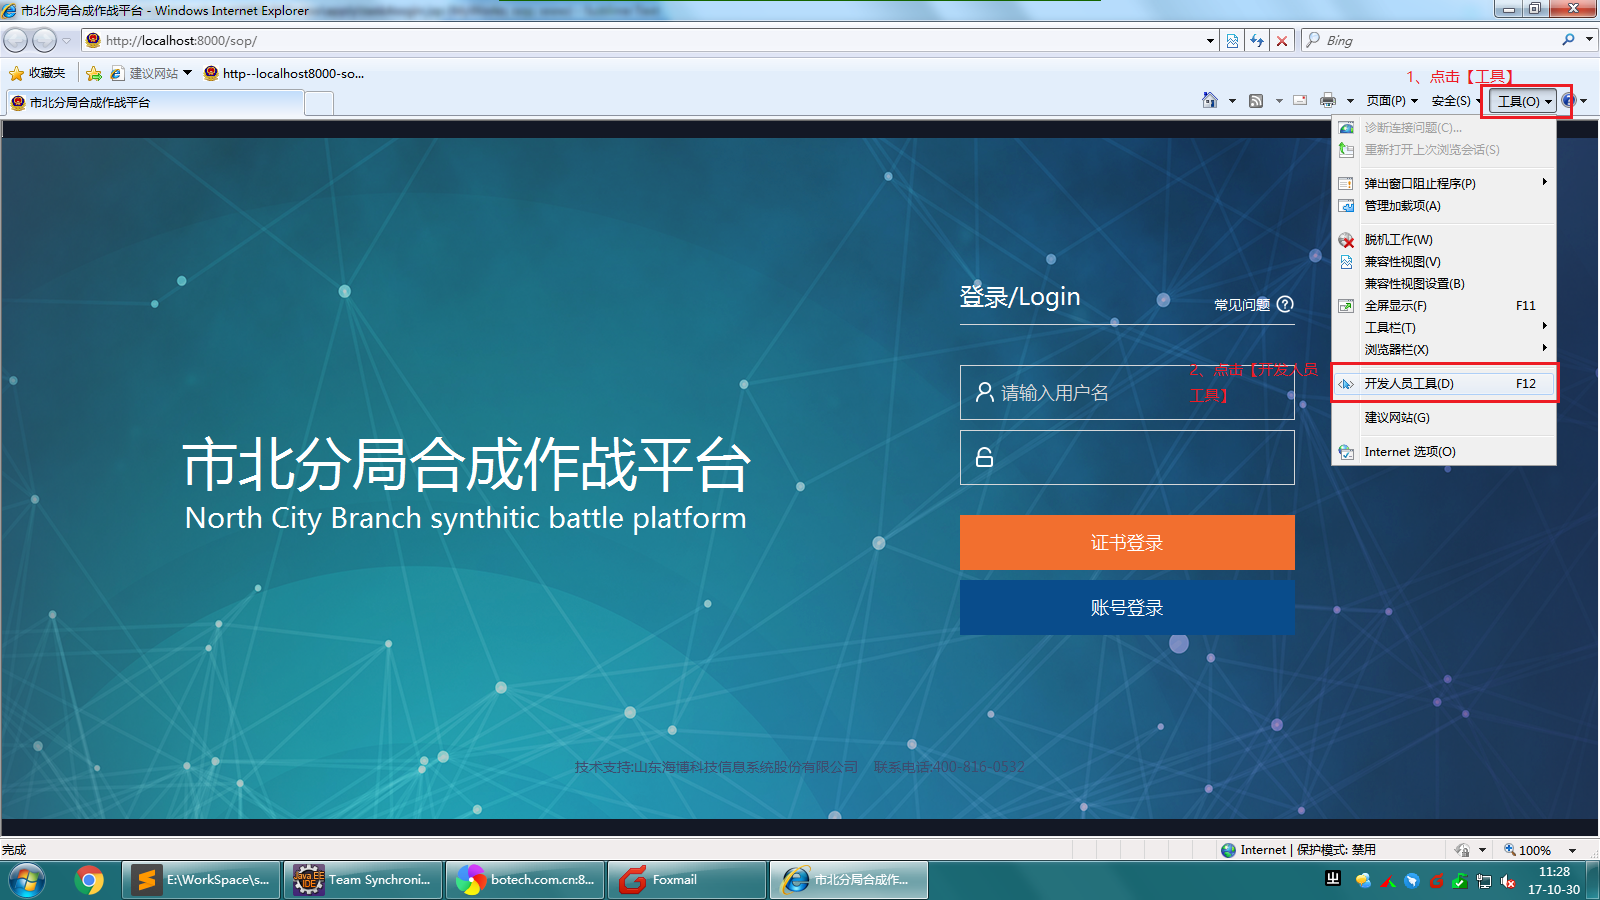 市北分局合成作战平台 - Windows Internet Explorer
http://localhost:8000/sop/
Bing
收藏夹
建议网站
http--localhost8000-so...
1、点击【工具】
市北分局合成作战平台
页面(P)
安全(S)
工具(O)
诊断连接问题(C)...
重新打开上次浏览会话(S)
弹出窗口阻止程序(P)
管理加载项(A)
脱机工作(W)
兼容性视图(V)
兼容性视图设置(B)
全屏显示(F) F11
工具栏(T)
浏览器栏(X)
开发人员工具(D) F12
建议网站(G)
Internet 选项(O)
登录/Login
常见问题 ?
2、点击【开发人员
工具】
请输入用户名
市北分局合成作战平台
North City Branch synthitic battle platform
证书登录
账号登录
技术支持:山东海博科技信息系统股份有限公司 联系电话:400-816-0532
完成
Internet | 保护模式: 禁用
100%
E:\WorkSpace\s...
Java EE
IDE
Team Synchroni...
botech.com.cn:8...
Foxmail
市北分局合成作...
11:28
17-10-30